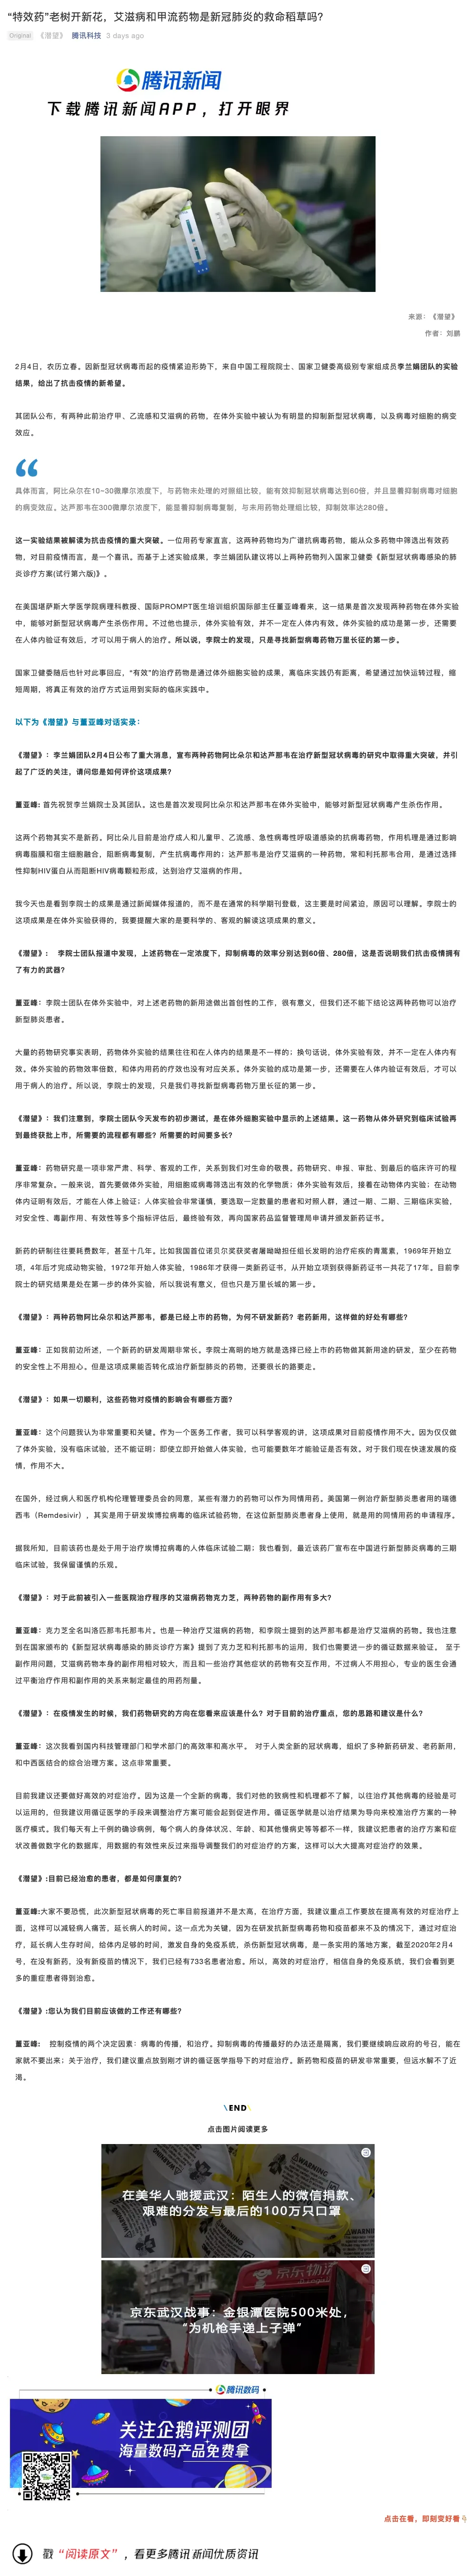 “特效药”老树开新花，艾滋病和甲流药物是新冠肺炎的救命稻草吗？
Original 《潜望》 腾讯科技 3 days ago
腾讯新闻
下载腾讯新闻APP，打开眼界
来源：《潜望》
作者：刘鹏
2月4日，农历立春。因新型冠状病毒而起的疫情紧迫形势下，来自中国工程院院士、国家卫健委高级别专家组成员李兰娟团队的实验
结果，给出了抗击疫情的新希望。
其团队公布，有两种此前治疗甲、乙流感和艾滋病的药物，在体外实验中被认为有明显的抑制新型冠状病毒，以及病毒对细胞的病变
效应。
具体而言，阿比朵尔在10~30微摩尔浓度下，与药物未处理的对照组比较，能有效抑制冠状病毒达到60倍，并且显著抑制病毒对细胞
的病变效应。达芦那韦在300微摩尔浓度下，能显著抑制病毒复制，与未用药物处理组比较，抑制效率达280倍。
这一实验结果被解读为抗击疫情的重大突破。一位用药专家直言，这两种药物均为广谱抗病毒药物，能从众多药物中筛选出有效药
物，对目前疫情而言，是一个喜讯。而基于上述实验成果，李兰娟团队建议将以上两种药物列入国家卫健委《新型冠状病毒感染的肺
炎诊疗方案(试行第六版)》。
在美国堪萨斯大学医学院病理科教授、国际PROMPT医生培训组织国际部主任董亚峰看来，这一结果是首次发现两种药物在体外实验
中，能够对新型冠状病毒产生杀伤作用。不过他也提示，体外实验有效，并不一定在人体内有效。体外实验的成功是第一步，还需要
在人体内验证有效后，才可以用于病人的治疗。所以说，李院士的发现，只是寻找新型病毒药物万里长征的第一步。
国家卫健委随后也针对此事回应，“有效”的治疗药物是通过体外细胞实验的成果，离临床实践仍有距离，希望通过加快运转过程，缩
短周期，将真正有效的治疗方式运用到实际的临床实践中。
以下为《潜望》与董亚峰对话实录：
《潜望》：李兰娟团队2月4日公布了重大消息，宣布两种药物阿比朵尔和达芦那韦在治疗新型冠状病毒的研究中取得重大突破，并引
起了广泛的关注，请问您是如何评价这项成果？
董亚峰: 首先祝贺李兰娟院士及其团队。这也是首次发现阿比朵尔和达芦那韦在体外实验中，能够对新型冠状病毒产生杀伤作用。
这两个药物其实不是新药。阿比朵儿目前是治疗成人和儿童甲、乙流感、急性病毒性呼吸道感染的抗病毒药物，作用机理是通过影响
病毒脂膜和宿主细胞融合，阻断病毒复制，产生抗病毒作用的；达芦那韦是治疗艾滋病的一种药物，常和利托那韦合用，是通过选择
性抑制HIV蛋白从而阻断HIV病毒颗粒形成，达到治疗艾滋病的作用。
我今天也是看到李院士的成果是通过新闻媒体报道的，而不是在通常的科学期刊登载，这主要是时间紧迫，原因可以理解。李院士的
这项成果是在体外实验获得的，我要提醒大家的是要科学的、客观的解读这项成果的意义。
《潜望》： 李院士团队报道中发现，上述药物在一定浓度下，抑制病毒的效率分别达到60倍、280倍，这是否说明我们抗击疫情拥有
了有力的武器？
董亚峰：李院士团队在体外实验中，对上述老药物的新用途做出首创性的工作，很有意义，但我们还不能下结论这两种药物可以治疗
新型肺炎患者。
大量的药物研究事实表明，药物体外实验的结果往往和在人体内的结果是不一样的；换句话说，体外实验有效，并不一定在人体内有
效。体外实验的药物效率倍数，和体内用药的疗效也没有对应关系。体外实验的成功是第一步，还需要在人体内验证有效后，才可以
用于病人的治疗。所以说，李院士的发现，只是我们寻找新型病毒药物万里长征的第一步。
《潜望》：我们注意到，李院士团队今天发布的初步测试，是在体外细胞实验中显示的上述结果。这一药物从体外研究到临床试验再
到最终获批上市，所需要的流程都有哪些？所需要的时间要多长？
董亚峰：药物研究是一项非常严肃、科学、客观的工作，关系到我们对生命的敬畏。药物研究、申报、审批、到最后的临床许可的程
序非常复杂。一般来说，首先要做体外实验，用细胞或病毒筛选出有效的化学物质；体外实验有效后，接着在动物体内实验；在动物
体内证明有效后，才能在人体上验证；人体实验会非常谨慎，要选取一定数量的患者和对照人群，通过一期、二期、三期临床实验，
对安全性、毒副作用、有效性等多个指标评估后，最终验有效，再向国家药品监督管理局申请并颁发新药证书。
新药的研制往往要耗费数年，甚至十几年。比如我国首位诺贝尔奖获奖者屠呦呦担任组长发明的治疗疟疾的青蒿素，1969年开始立
项，4年后才完成动物实验，1972年开始人体实验，1986年才获得一类新药证书，从开始立项到获得新药证书一共花了17年。目前李
院士的研究结果是处在第一步的体外实验，所以我说有意义，但也只是万里长城的第一步。
《潜望》：两种药物阿比朵尔和达芦那韦，都是已经上市的药物，为何不研发新药？老药新用，这样做的好处有哪些？
董亚峰：正如我前边所述，一个新药的研发周期非常长。李院士高明的地方就是选择已经上市的药物做其新用途的研发，至少在药物
的安全性上不用担心。但是这项成果能否转化成治疗新型肺炎的药物，还要很长的路要走。
《潜望》：如果一切顺利，这些药物对疫情的影响会有哪些方面？
董亚峰：这个问题我认为非常重要和关键。作为一个医务工作者，我可以科学客观的讲，这项成果对目前疫情作用不大。因为仅仅做
了体外实验，没有临床试验，还不能证明；即使立即开始做人体实验，也可能要数年才能验证是否有效。对于我们现在快速发展的疫
情，作用不大。
在国外，经过病人和医疗机构伦理管理委员会的同意，某些有潜力的药物可以作为同情用药。美国第一例治疗新型肺炎患者用的瑞德
西韦（Remdesivir），其实是用于研发埃博拉病毒的临床试验药物，在这位新型肺炎患者身上使用，就是用的同情用药的申请程序。
据我所知，目前该药也是处于用于治疗埃博拉病毒的人体临床试验二期；我也看到，最近该药厂宣布在中国进行新型肺炎病毒的三期
临床试验，我保留谨慎的乐观。
《潜望》：对于此前被引入一些医院治疗程序的艾滋病药物克力芝，两种药物的副作用有多大？
董亚峰：克力芝全名叫洛匹那韦托那韦片。也是一种治疗艾滋病的药物，和李院士提到的达芦那韦都是治疗艾滋病的药物。我也注意
到在国家颁布的《新型冠状病毒感染的肺炎诊疗方案》提到了克力芝和利托那韦的运用，我们也需要进一步的循证数据来验证。 至于
副作用问题，艾滋病药物本身的副作用相对较大，而且和一些治疗其他症状的药物有交互作用，不过病人不用担心，专业的医生会通
过平衡治疗作用和副作用的关系来制定最佳的用药剂量。
《潜望》：在疫情发生的时候，我们药物研究的方向在您看来应该是什么？对于目前的治疗重点，您的思路和建议是什么？
董亚峰：这次我看到国内科技管理部门和学术部门的高效率和高水平。 对于人类全新的冠状病毒，组织了多种新药研发、老药新用，
和中西医结合的综合治理方案。这点非常重要。
目前我建议还要做好高效的对症治疗。因为这是一个全新的病毒，我们对他的致病性和机理都不了解，以往治疗其他病毒的经验是可
以运用的，但我建议用循证医学的手段来调整治疗方案可能会起到促进作用。循证医学就是以治疗结果为导向来校准治疗方案的一种
医疗模式。我们每天有上千例的确诊病例，每个病人的身体状况、年龄、和其他慢病史等等都不一样，我建议把患者的治疗方案和症
状改善做数字化的数据库，用数据的有效性来反过来指导调整我们的对症治疗的方案，这样可以大大提高对症治疗的效果。
《潜望》:目前已经治愈的患者，都是如何康复的？
董亚峰:大家不要恐慌，此次新型冠状病毒的死亡率目前报道并不是太高，在治疗方面，我建议重点工作要放在提高有效的对症治疗上
面，这样可以减轻病人痛苦，延长病人的时间。这一点尤为关键，因为在研发抗新型病毒药物和疫苗都来不及的情况下，通过对症治
疗，延长病人生存时间，给体内足够的时间，激发自身的免疫系统，杀伤新型冠状病毒，是一条实用的落地方案，截至2020年2月4
号，在没有新药，没有新疫苗的情况下，我们已经有733名患者治愈。所以，高效的对症治疗，相信自身的免疫系统，我们会看到更
多的重症患者得到治愈。
《潜望》:您认为我们目前应该做的工作还有哪些？
董亚峰: 控制疫情的两个决定因素：病毒的传播，和治疗。抑制病毒的传播最好的办法还是隔离，我们要继续响应政府的号召，能在
家就不要出来；关于治疗，我们建议重点放到刚才讲的循证医学指导下的对症治疗。新药物和疫苗的研发非常重要，但远水解不了近
渴。
\END\
点击图片阅读更多
在美华人驰援武汉：陌生人的微信捐款、
艰难的分发与最后的100万只口罩
京东武汉战事：金银潭医院500米处，
“为机枪手递上子弹”
腾讯数码
关注企鹅评测团
海量数码产品免费拿
点击在看，即刻变好看
戳“阅读原文”，看更多腾讯新闻优质资讯